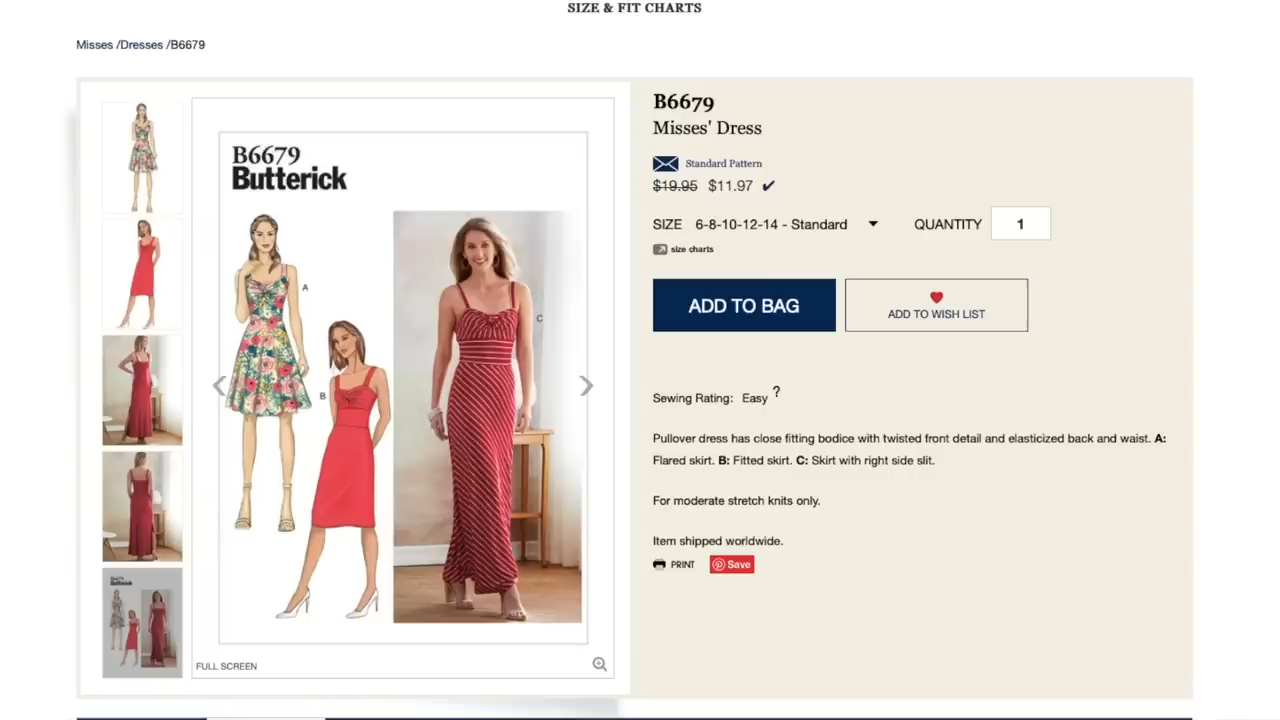 SIZE & FIT CHARTS
Misses /Dresses /B6679
B6679
Butterick
A
B
C
FULL SCREEN
B6679
Misses' Dress
Standard Pattern
$19.95 $11.97
SIZE 6-8-10-12-14 - Standard QUANTITY 1
size charts
ADD TO BAG
ADD TO WISH LIST
Sewing Rating: Easy ?
Pullover dress has close fitting bodice with twisted front detail and elasticized back and waist. A:
Flared skirt. B: Fitted skirt. C: Skirt with right side slit.
For moderate stretch knits only.
Item shipped worldwide.
PRINT Save
Butterick